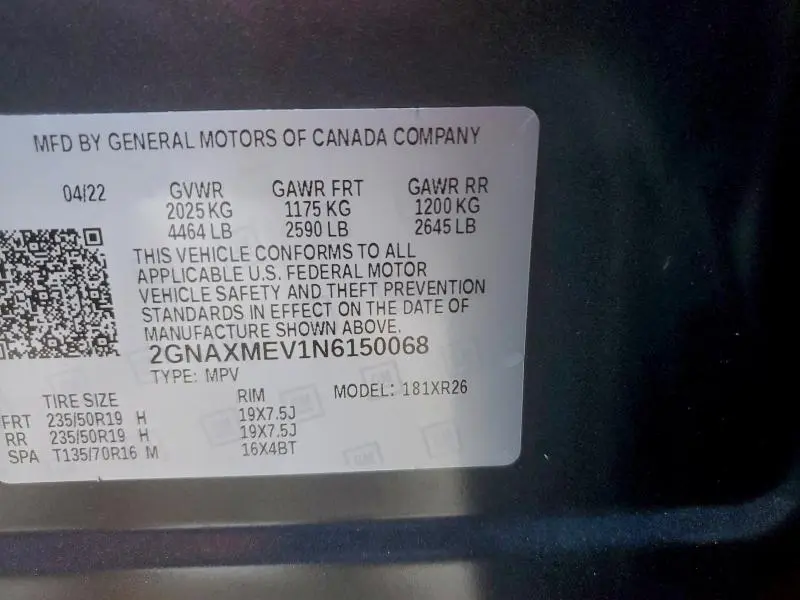 MFD BY GENERAL MOTORS OF CANADA COMPANY
04/22 GVWR GAWR FRT GAWR RR
2025 KG 1175 KG 1200 KG
4464 LB 2590 LB 2645 LB
THIS VEHICLE CONFORMS TO ALL
APPLICABLE U.S. FEDERAL MOTOR
VEHICLE SAFETY AND THEFT PREVENTION
STANDARDS IN EFFECT ON THE DATE OF
MANUFACTURE SHOWN ABOVE.
2GNAXMEV1N6150068
TYPE: MPV MODEL: 181XR26
TIRE SIZE RIM
FRT 235/50R19 H 19X7.5J
RR 235/50R19 H 19X7.5J
SPA T135/70R16 M 16X4BT
GM